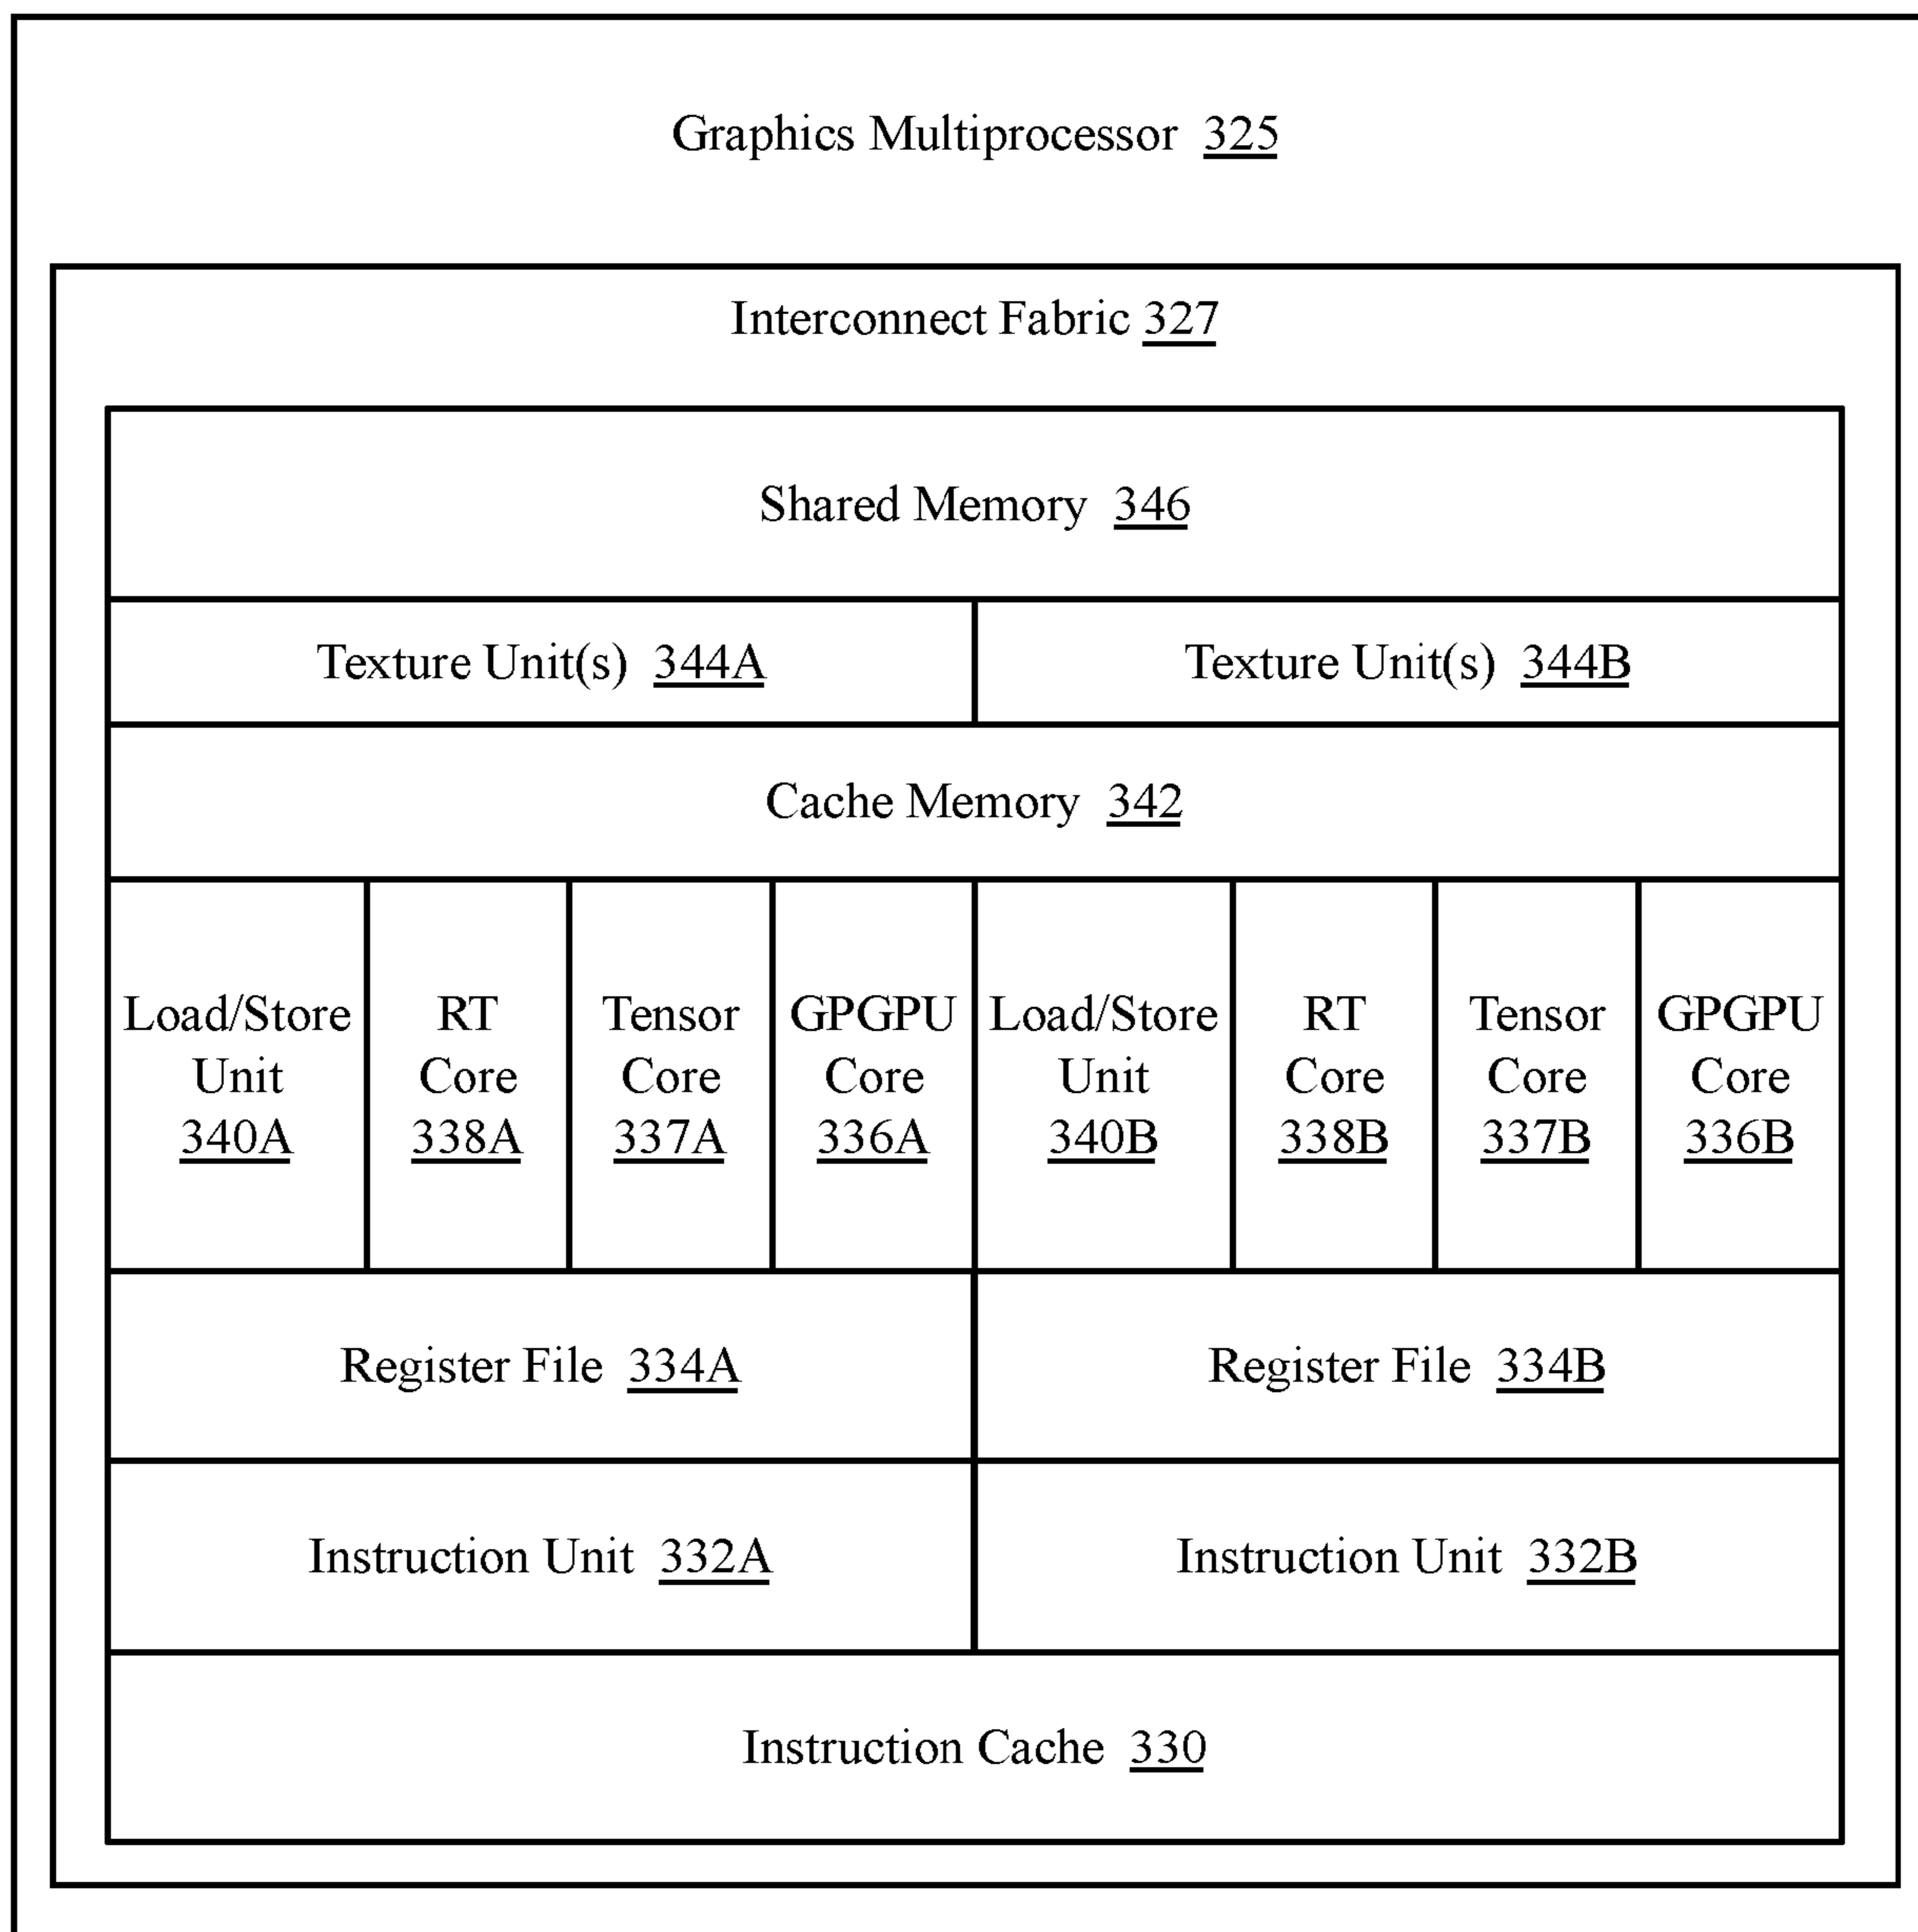 Graphics Multiprocessor 325
Interconnect Fabric 327
Shared Memory 346
Texture Unit(s) 344A
Texture Unit(s) 344B
Cache Memory 342
Load/Store
Unit
340A
RT
Core
338A
Tensor
Core
337A
GPGPU
Core
336A
Load/Store
Unit
340B
RT
Core
338B
Tensor
Core
337B
GPGPU
Core
336B
Register File 334A
Register File 334B
Instruction Unit 332A
Instruction Unit 332B
Instruction Cache 330